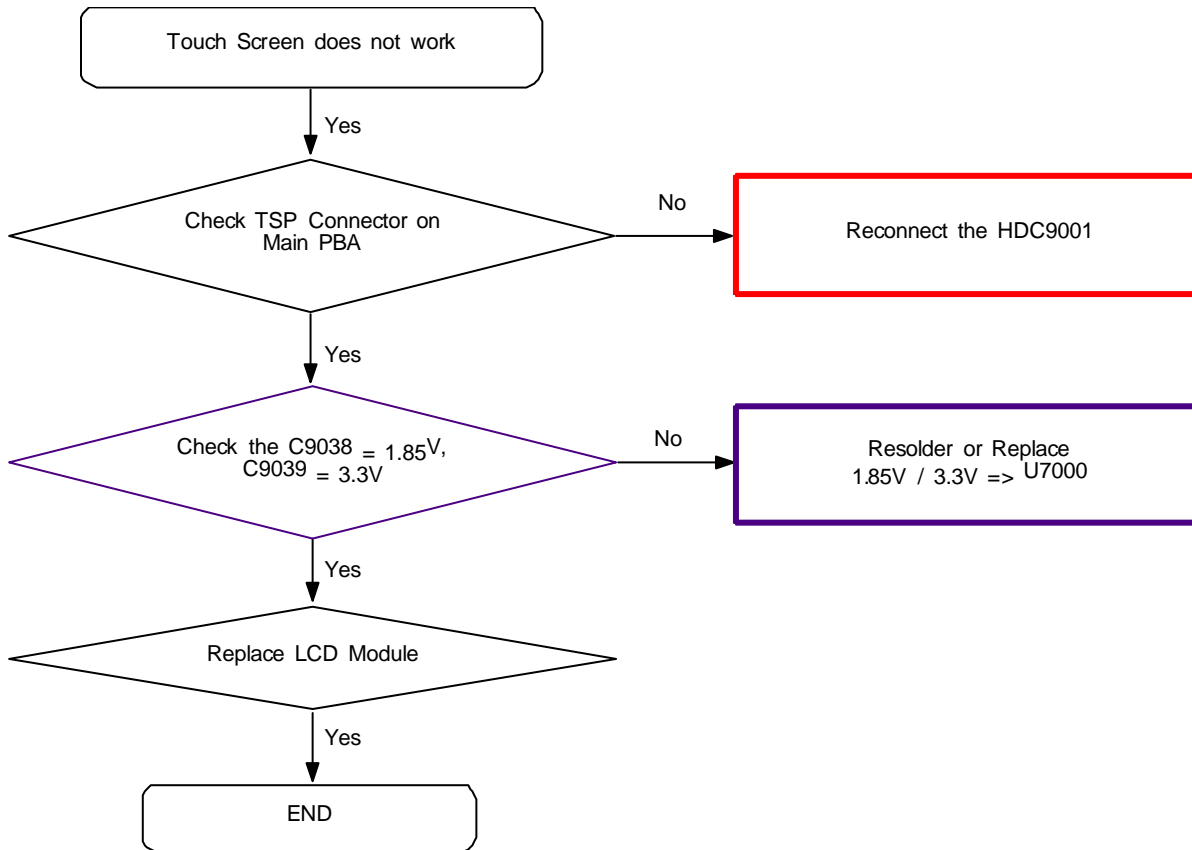 Touch Screen does not work
Yes
Check TSP Connector on
Main PBA
No
Reconnect the HDC9001
Yes
Check the C9038 = 1.85V,
C9039 = 3.3V
No
Resolder or Replace
1.85V / 3.3V => U7000
Yes
Replace LCD Module
Yes
END